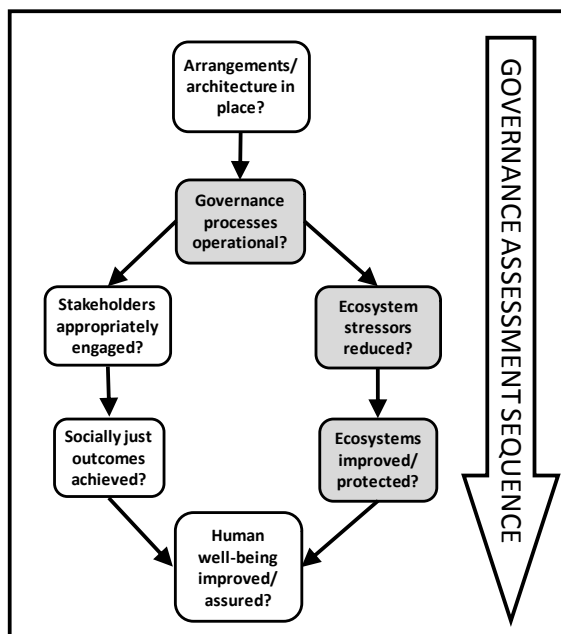 Arrangements/
architecture in
place?
Governance
processes
operational?
Stakeholders
appropriately
engaged?
Ecosystem
stressors
reduced?
Socially just
outcomes
achieved?
Ecosystems
improved/
protected?
Human
well-being
improved/
assured?
GOVERNANCE ASSESSMENT SEQUENCE